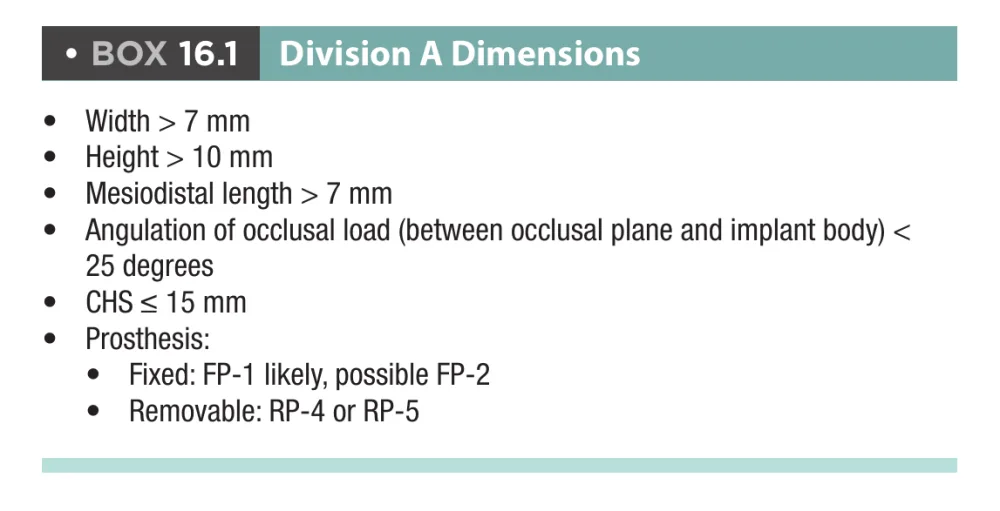 • BOX 16.1 Division A Dimensions
• Width > 7 mm
• Height > 10 mm
• Mesiodistal length > 7 mm
• Angulation of occlusal load (between occlusal plane and implant body) <
25 degrees
• CHS ≤ 15 mm
• Prosthesis:
• Fixed: FP-1 likely, possible FP-2
• Removable: RP-4 or RP-5